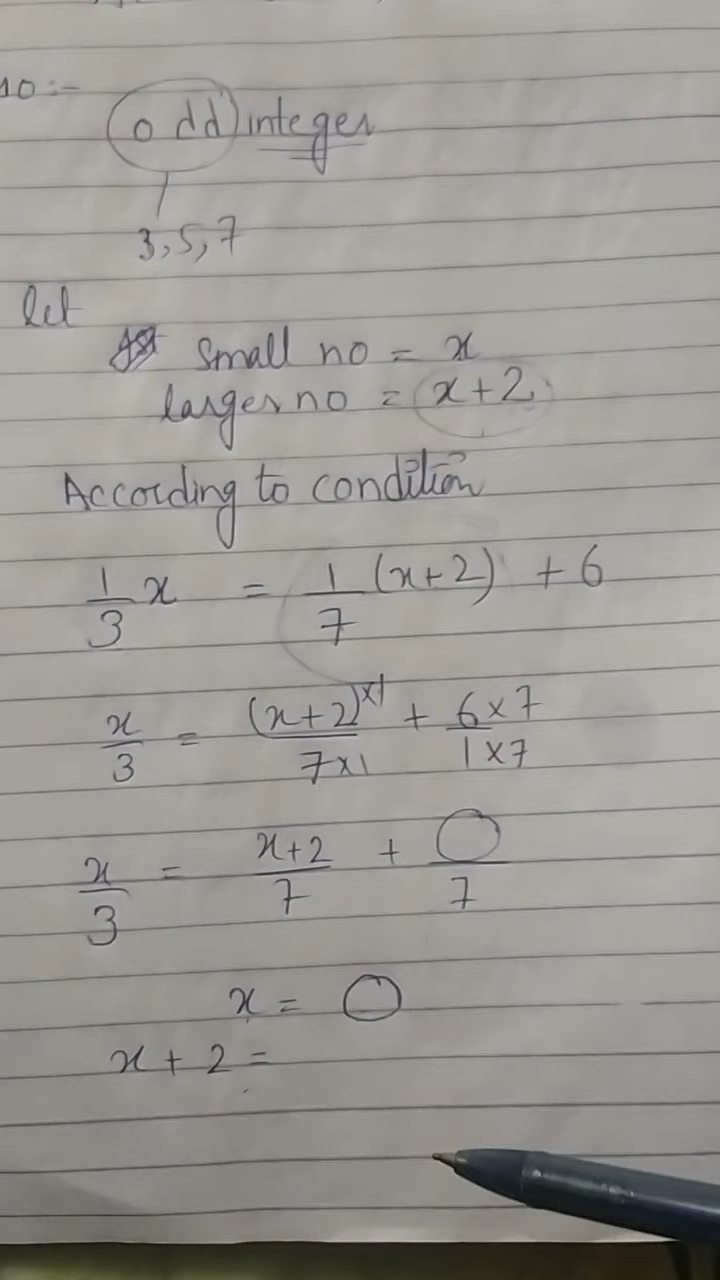 10:-
odd integer
3,5,7
let
small no = x
larger no = x+2
According to condition
1/3 x = 1/7 (x+2) + 6
x/3 = (x+2)×1/7×1 + 6×7/1×7
x/3 = x+2/7 + ◯/7
x = ◯
x + 2 =